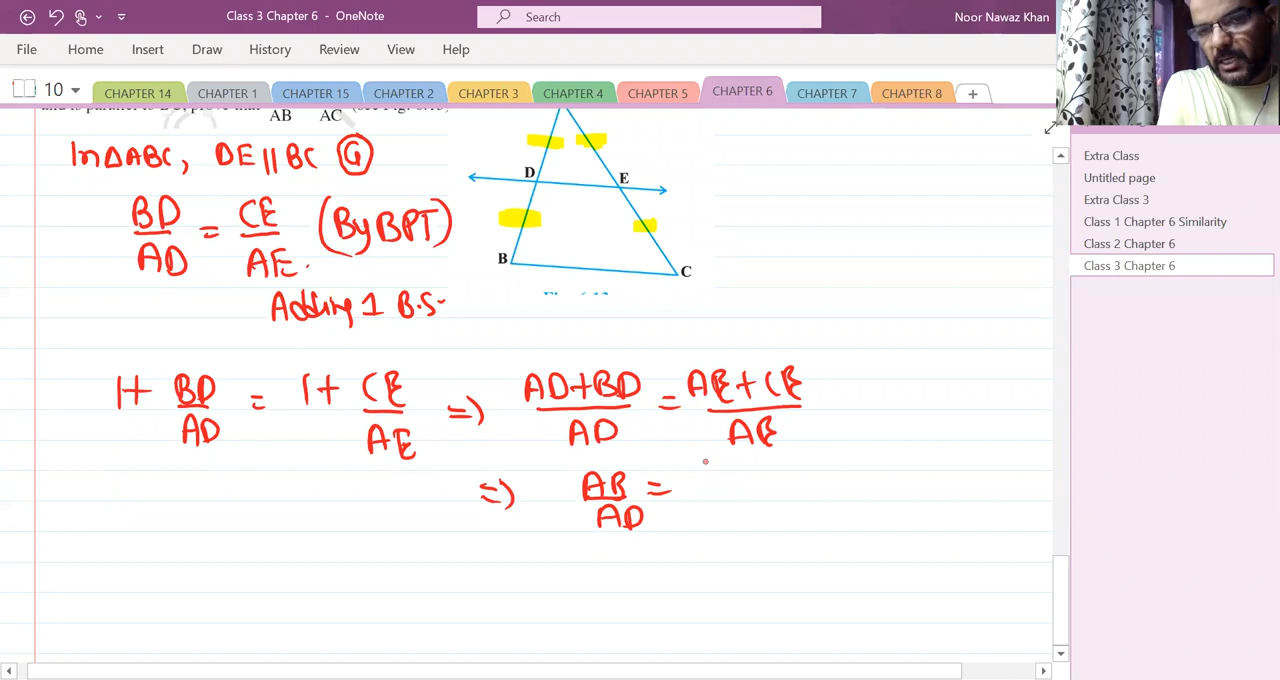 Class 3 Chapter 6 - OneNote
Search
Noor Nawaz Khan
File Home Insert Draw History Review View Help
10
CHAPTER 14 CHAPTER 1 CHAPTER 15 CHAPTER 2 CHAPTER 3 CHAPTER 4 CHAPTER 5 CHAPTER 6 CHAPTER 7 CHAPTER 8 +
AB AC
In ΔABC, DE || BC G
BD/AD = CE/AE (By BPT)
Adding 1 B.S.
D E
B C
1+ BD/AD = 1+ CE/AE => AD+BD/AD = AE+CE/AE
=> AB/AD =
Extra Class
Untitled page
Extra Class 3
Class 1 Chapter 6 Similarity
Class 2 Chapter 6
Class 3 Chapter 6